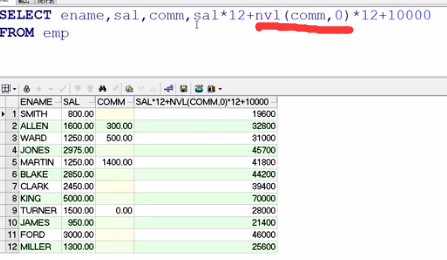 SELECT ename,sal,comm,sal*12+nvl(comm,0)*12+10000
FROM emp
ENAME SAL COMM SAL*12+NVL(COMM,0)*12+10000
1 SMITH 800.00 19600
2 ALLEN 1600.00 300.00 32800
3 WARD 1250.00 500.00 31000
4 JONES 2975.00 45700
5 MARTIN 1250.00 1400.00 41800
6 BLAKE 2850.00 44200
7 CLARK 2450.00 39400
8 KING 5000.00 70000
9 TURNER 1500.00 0.00 28000
10 JAMES 950.00 21400
11 FORD 3000.00 46000
12 MILLER 1300.00 25600